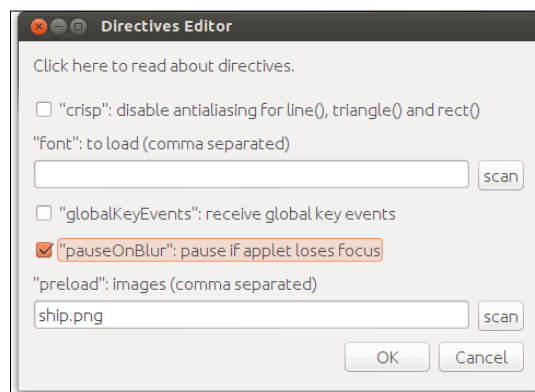 Directives Editor
Click here to read about directives.
"crisp": disable antialiasing for line(), triangle() and rect()
"font": to load (comma separated)
scan
"globalKeyEvents": receive global key events
"pauseOnBlur": pause if applet loses focus
"preload": images (comma separated)
ship.png scan
OK Cancel